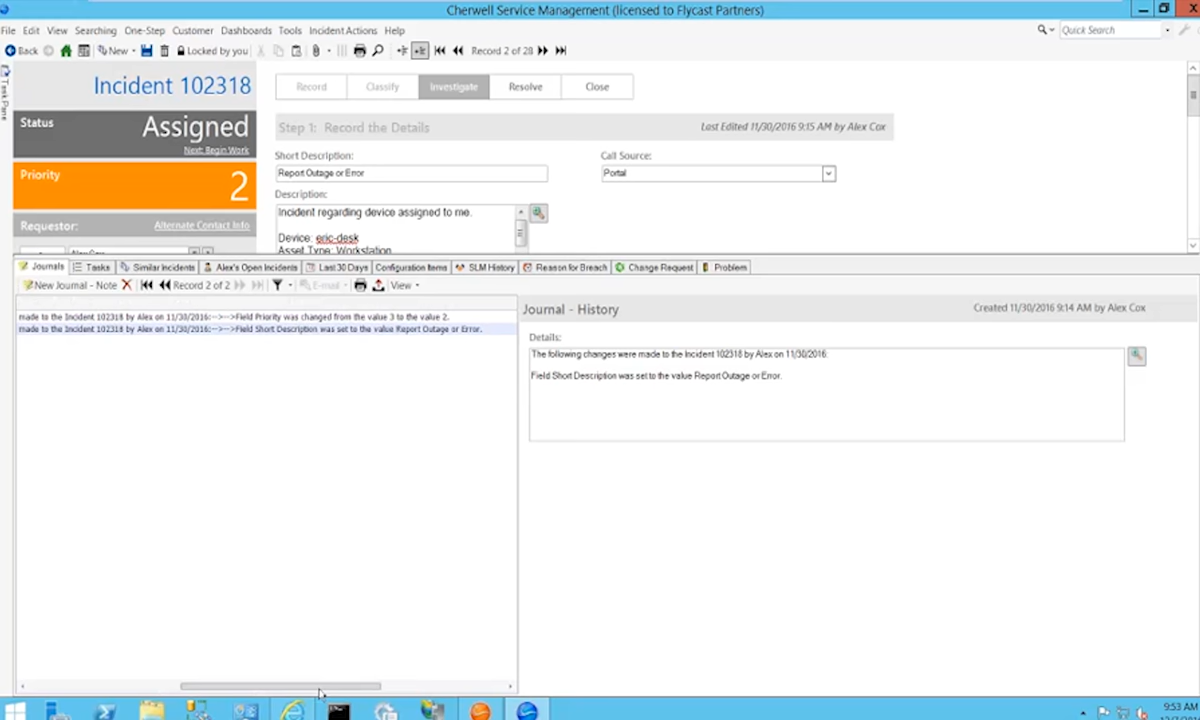 Cherwell Service Management (licensed to Flycast Partners)
File Edit View Searching One-Step Customer Dashboards Tools Incident Actions Help
Quick Search
Back New Locked by you Record 2 of 28
Task Pane
Incident 102318
Record Classify Investigate Resolve Close
Status Assigned
Next: Begin Work
Step 1: Record the Details Last Edited 11/30/2016 9:15 AM by Alex Cox
Short Description: Call Source:
Report Outage or Error Portal
Priority 2
Description:
Incident regarding device assigned to me.
Requestor: Alternate Contact Info
Device: eric-desk
Asset Type: Workstation
Journals Tasks Similar Incidents Alex's Open Incidents Last 30 Days Configuration Items SLM History Reason for Breach Change Request Problem
New Journal - Note Record 2 of 2 E-mail View
made to the Incident 102318 by Alex on 11/30/2016:-->-->Field Priority was changed from the value 3 to the value 2.
made to the Incident 102318 by Alex on 11/30/2016:-->-->Field Short Description was set to the value Report Outage or Error.
Journal - History Created 11/30/2016 9:14 AM by Alex Cox
Details:
The following changes were made to the Incident 102318 by Alex on 11/30/2016:
Field Short Description was set to the value Report Outage or Error.
9:53 AM